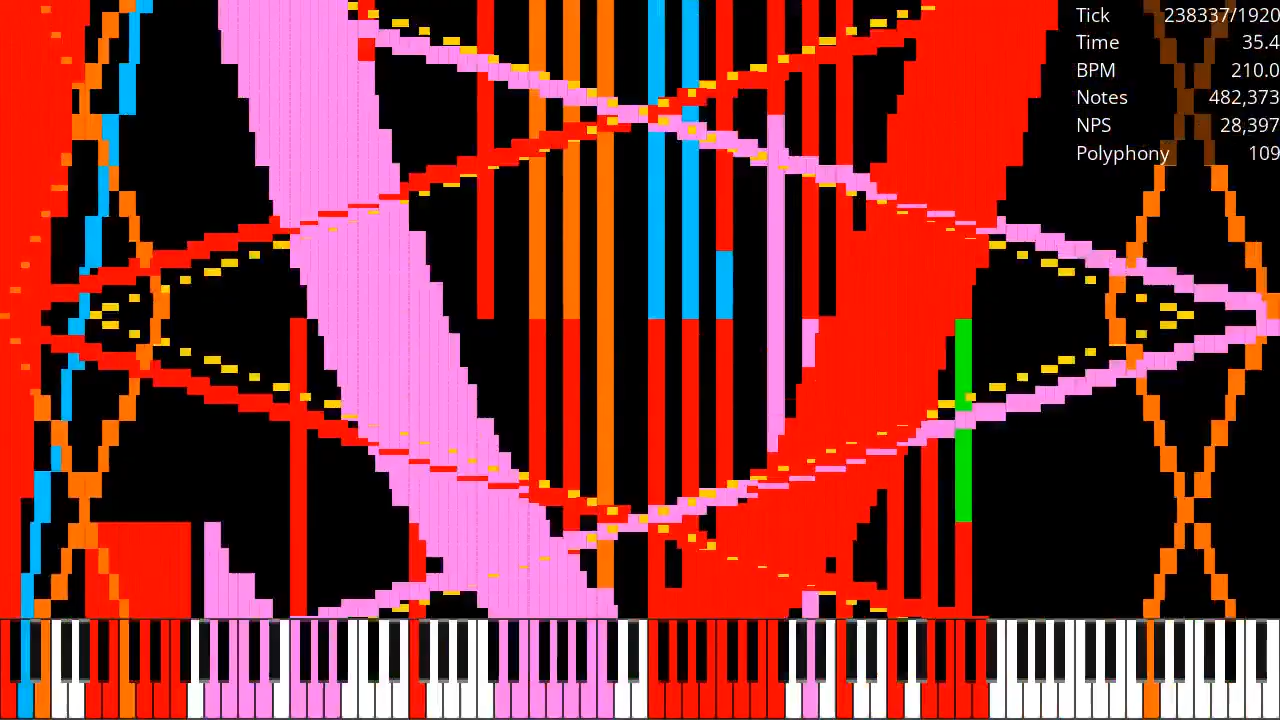 Tick 238337/1920
Time 35.4
BPM 210.0
Notes 482,373
NPS 28,397
Polyphony 109